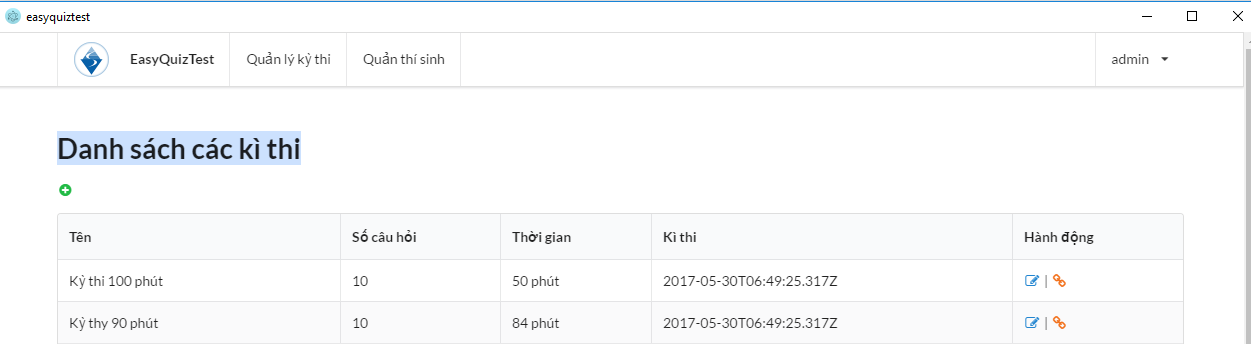 easyquiztest
EasyQuizTest Quản lý kỳ thi Quản thí sinh admin
Danh sách các kì thi
Tên Số câu hỏi Thời gian Kì thi Hành động
Kỳ thi 100 phút 10 50 phút 2017-05-30T06:49:25.317Z |
Kỳ thy 90 phút 10 84 phút 2017-05-30T06:49:25.317Z |